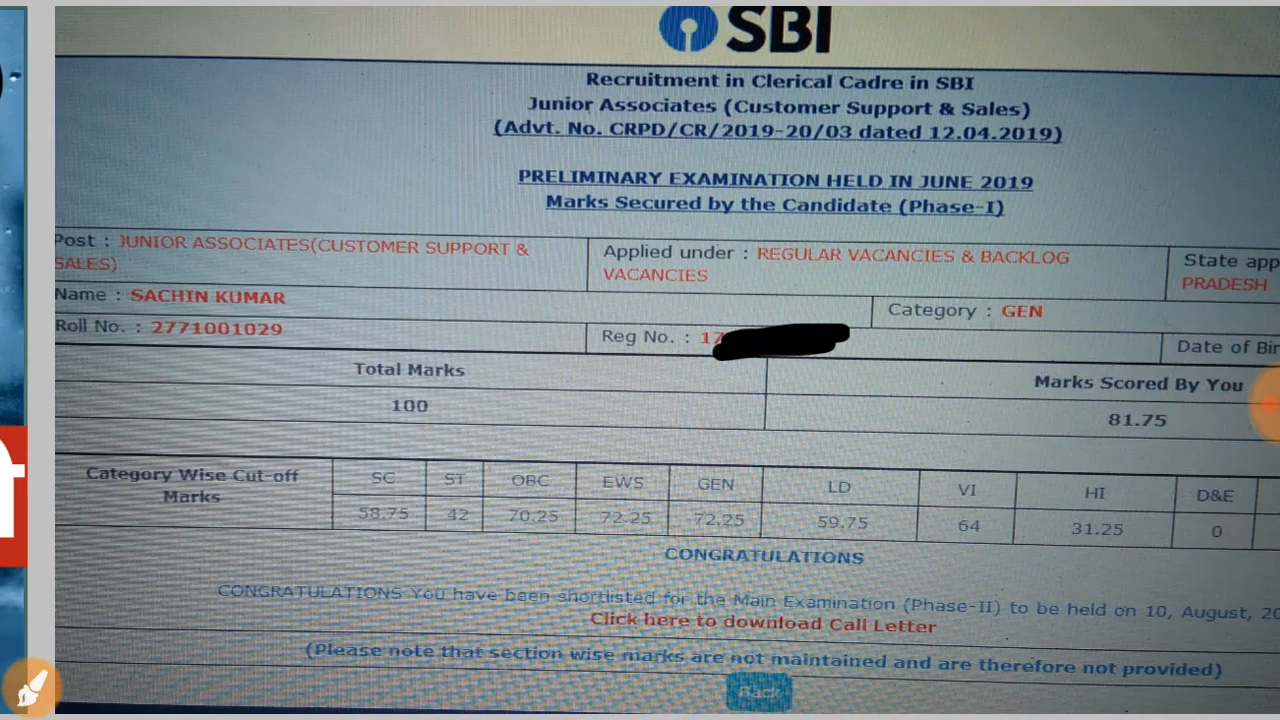 SBI
Recruitment in Clerical Cadre in SBI
Junior Associates (Customer Support & Sales)
(Advt. No. CRPD/CR/2019-20/03 dated 12.04.2019)
PRELIMINARY EXAMINATION HELD IN JUNE 2019
Marks Secured by the Candidate (Phase-I)
Post : JUNIOR ASSOCIATES(CUSTOMER SUPPORT & SALES)
Applied under : REGULAR VACANCIES & BACKLOG VACANCIES
State app
PRADESH
Name : SACHIN KUMAR
Category : GEN
Roll No. : 2771001029
Reg No. : 17
Date of Bir
Total Marks
Marks Scored By You
100
81.75
Category Wise Cut-off Marks
SC ST OBC EWS GEN LD VI HI D&E
58.75 42 70.25 72.25 72.25 59.75 64 31.25 0
CONGRATULATIONS
CONGRATULATIONS You have been shortlisted for the Main Examination (Phase-II) to be held on 10, August, 20
Click here to download Call Letter
(Please note that section wise marks are not maintained and are therefore not provided)
Back